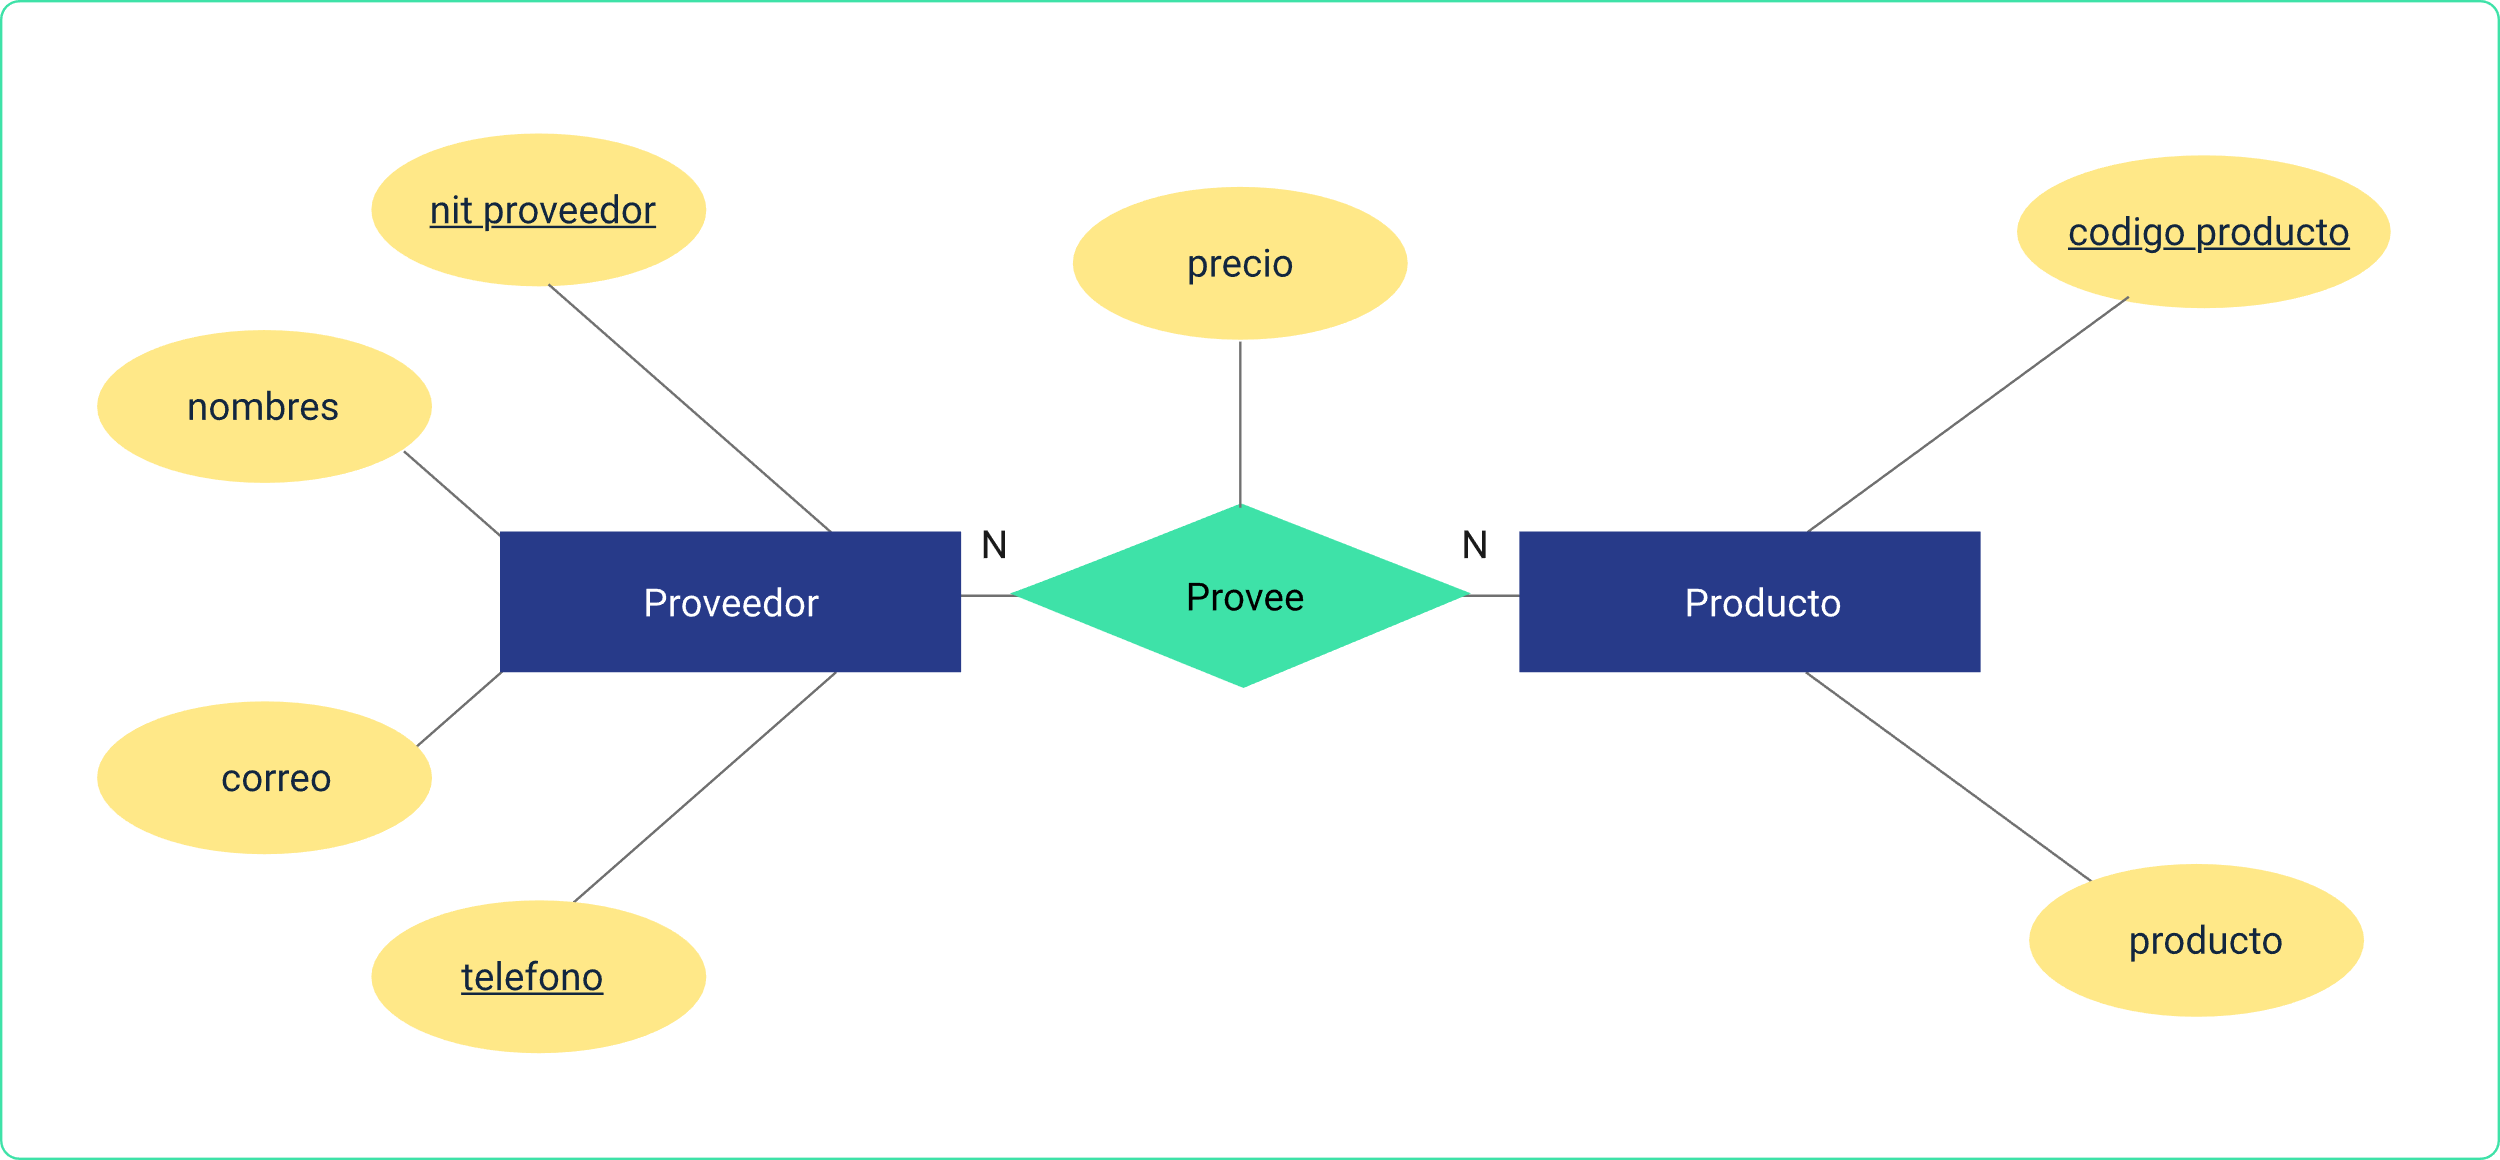 nit proveedor
precio
codigo producto
nombres
N
N
Proveedor
Provee
Producto
correo
producto
telefono